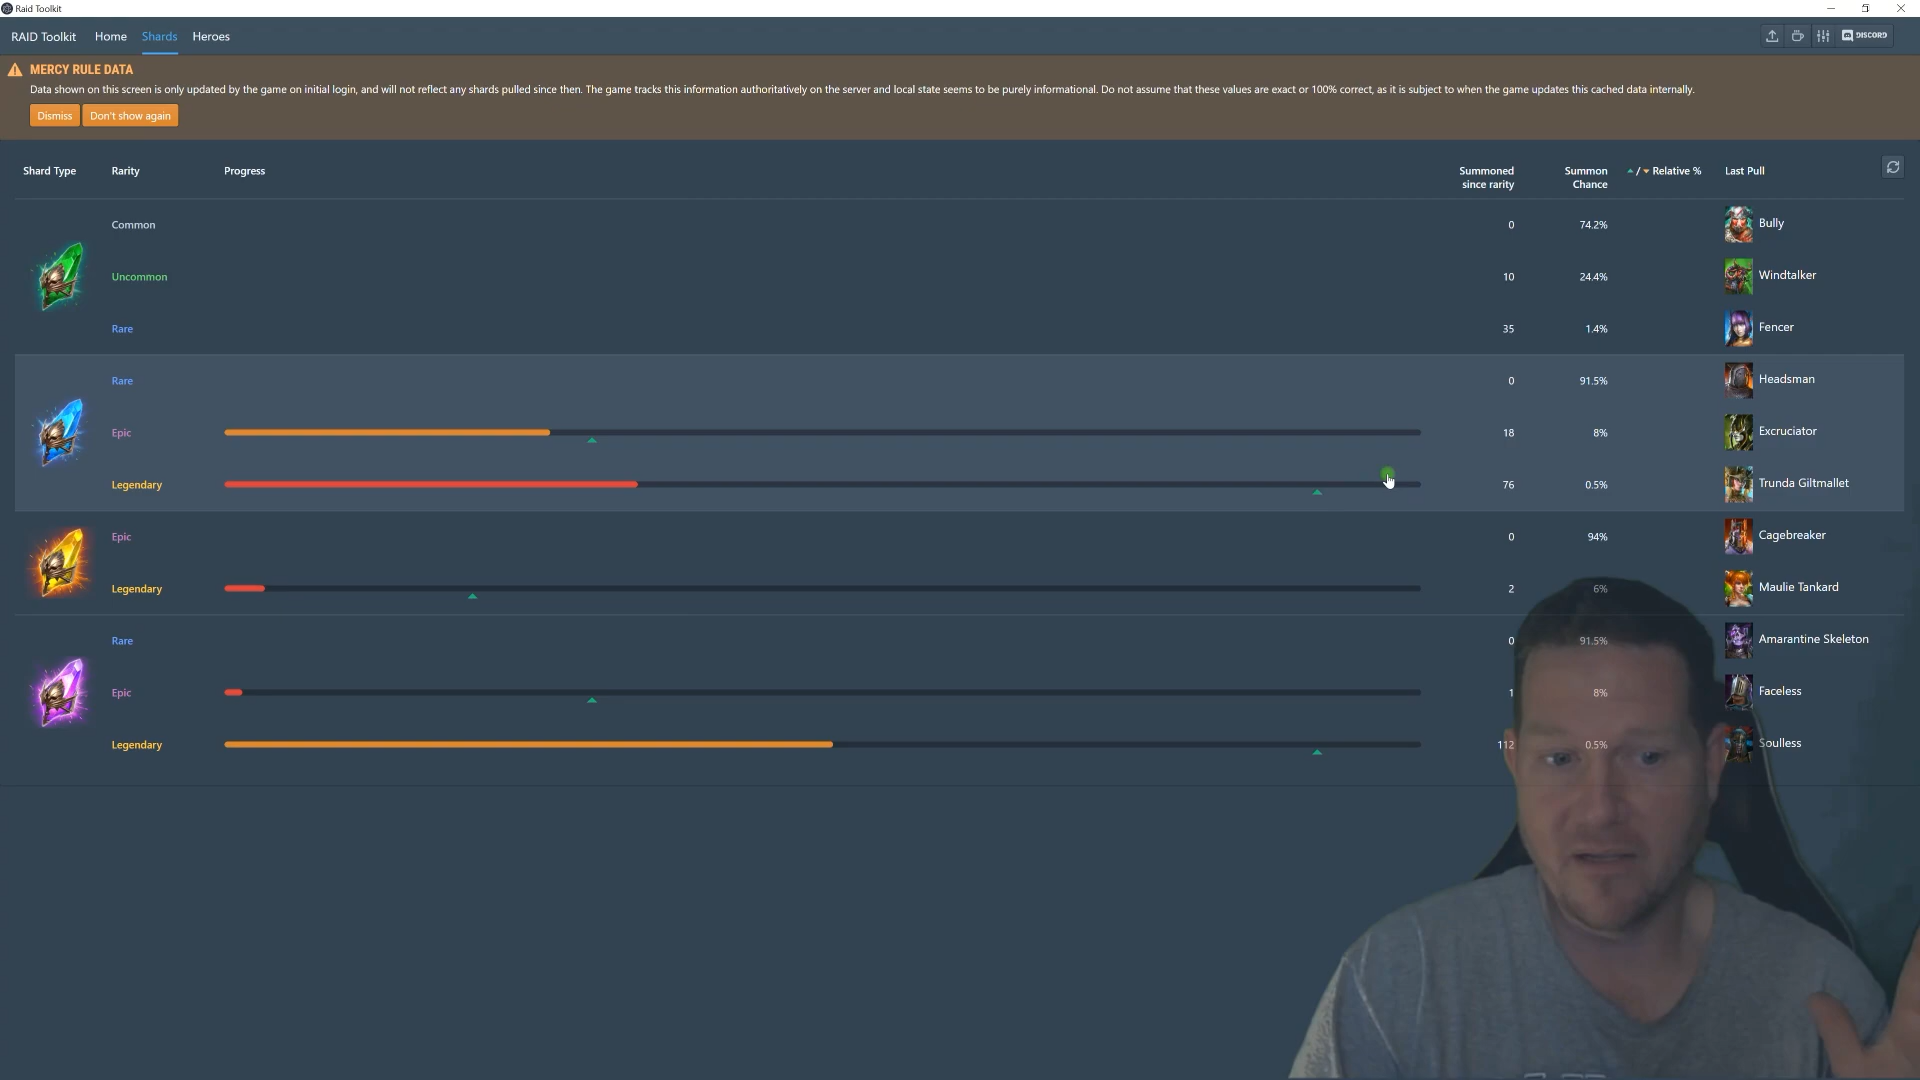 Raid Toolkit
RAID Toolkit Home Shards Heroes DISCORD
MERCY RULE DATA
Data shown on this screen is only updated by the game on initial login, and will not reflect any shards pulled since then. The game tracks this information authoritatively on the server and local state seems to be purely informational. Do not assume that these values are exact or 100% correct, as it is subject to when the game updates this cached data internally.
Dismiss Don't show again
Shard Type Rarity Progress Summoned since rarity Summon Chance / Relative % Last Pull
Common 0 74.2% Bully
Uncommon 10 24.4% Windtalker
Rare 35 1.4% Fencer
Rare 0 91.5% Headsman
Epic 18 8% Excruciator
Legendary 76 0.5% Trunda Giltmallet
Epic 0 94% Cagebreaker
Legendary 2 6% Maulie Tankard
Rare 0 91.5% Amarantine Skeleton
Epic 1 8% Faceless
Legendary 112 0.5% Soulless